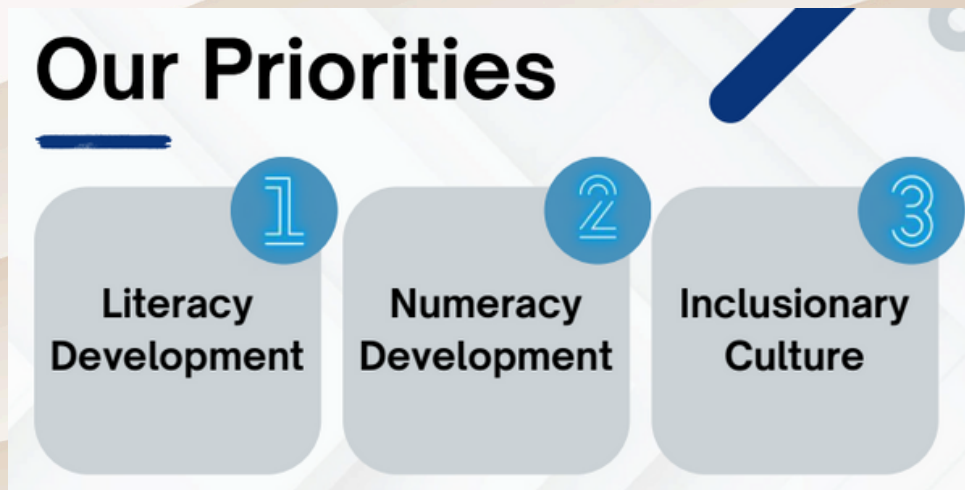 Our Priorities
1
Literacy
Development
2
Numeracy
Development
3
Inclusionary
Culture